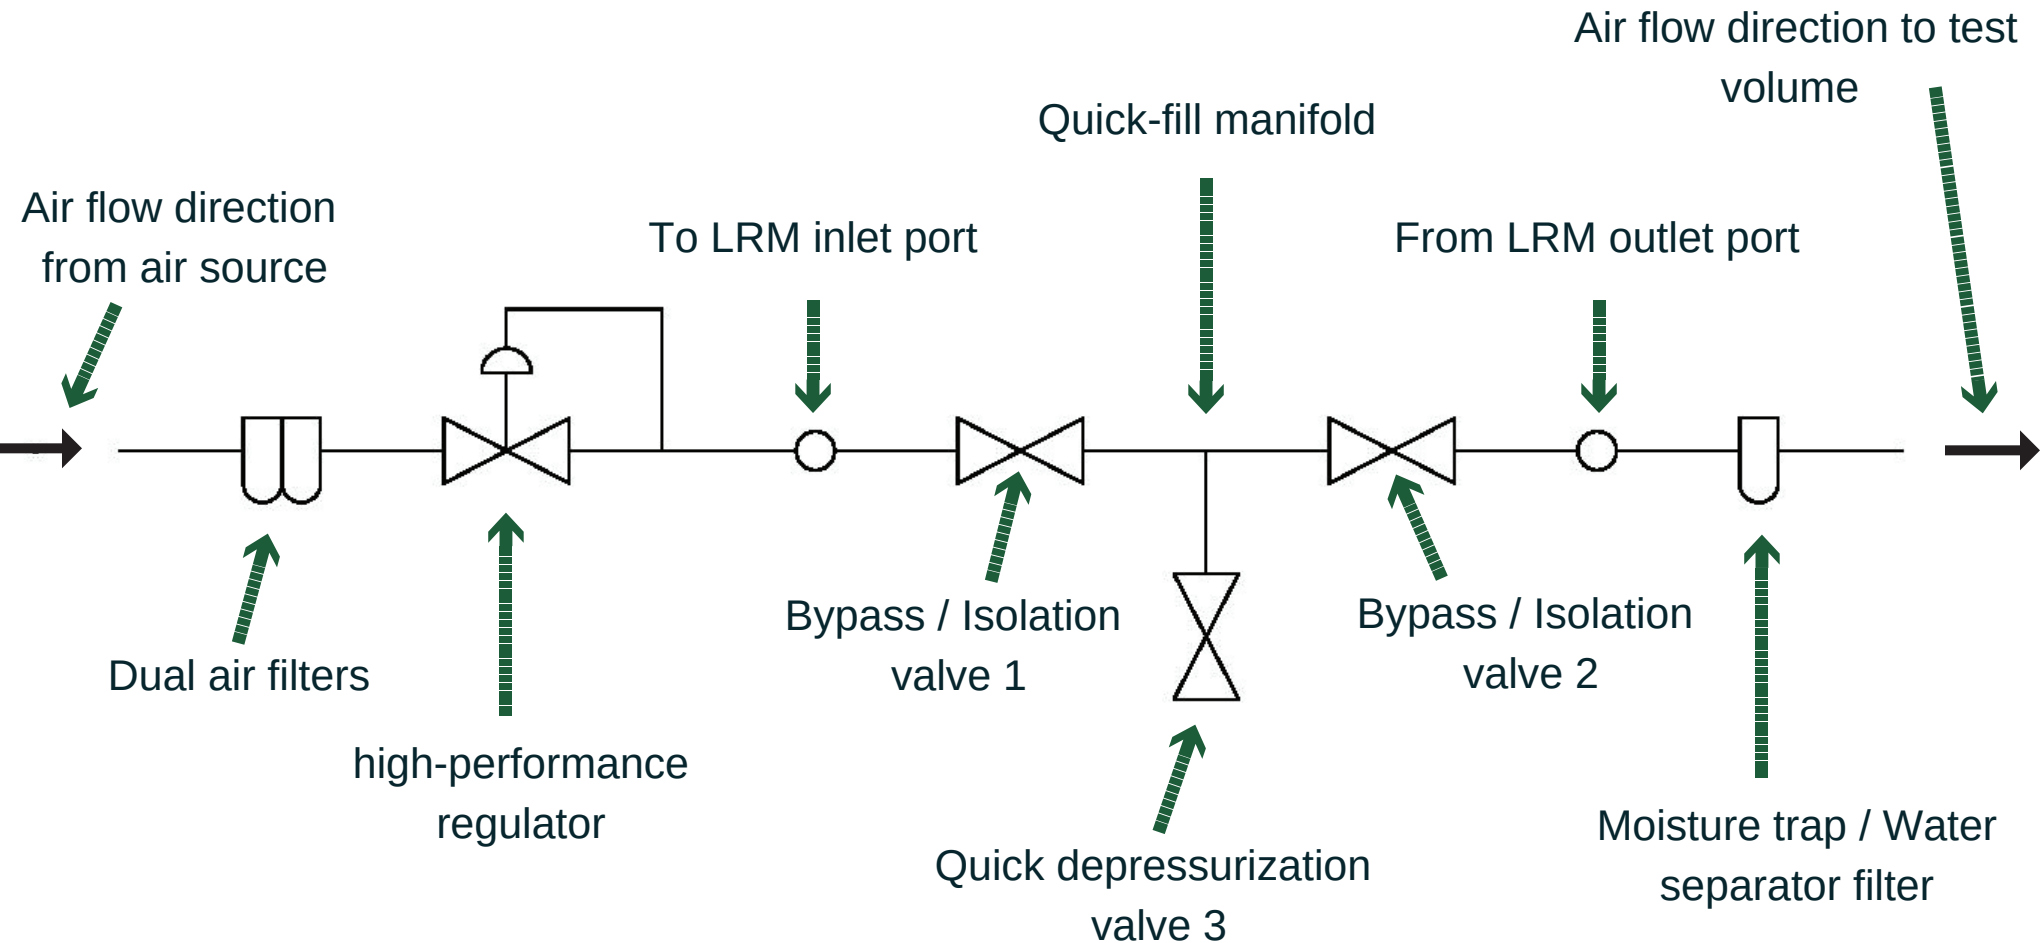 Air flow direction to test
volume
Quick-fill manifold
Air flow direction
from air source
To LRM inlet port
From LRM outlet port
Bypass / Isolation
valve 1
Bypass / Isolation
valve 2
Dual air filters
high-performance
regulator
Quick depressurization
valve 3
Moisture trap / Water
separator filter